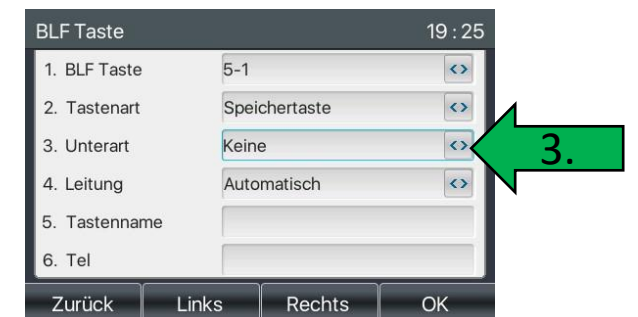 BLF Taste 19 : 25
1. BLF Taste 5-1
2. Tastenart Speichertaste
3. Unterart Keine
3.
4. Leitung Automatisch
5. Tastenname
6. Tel
Zurück Links Rechts OK